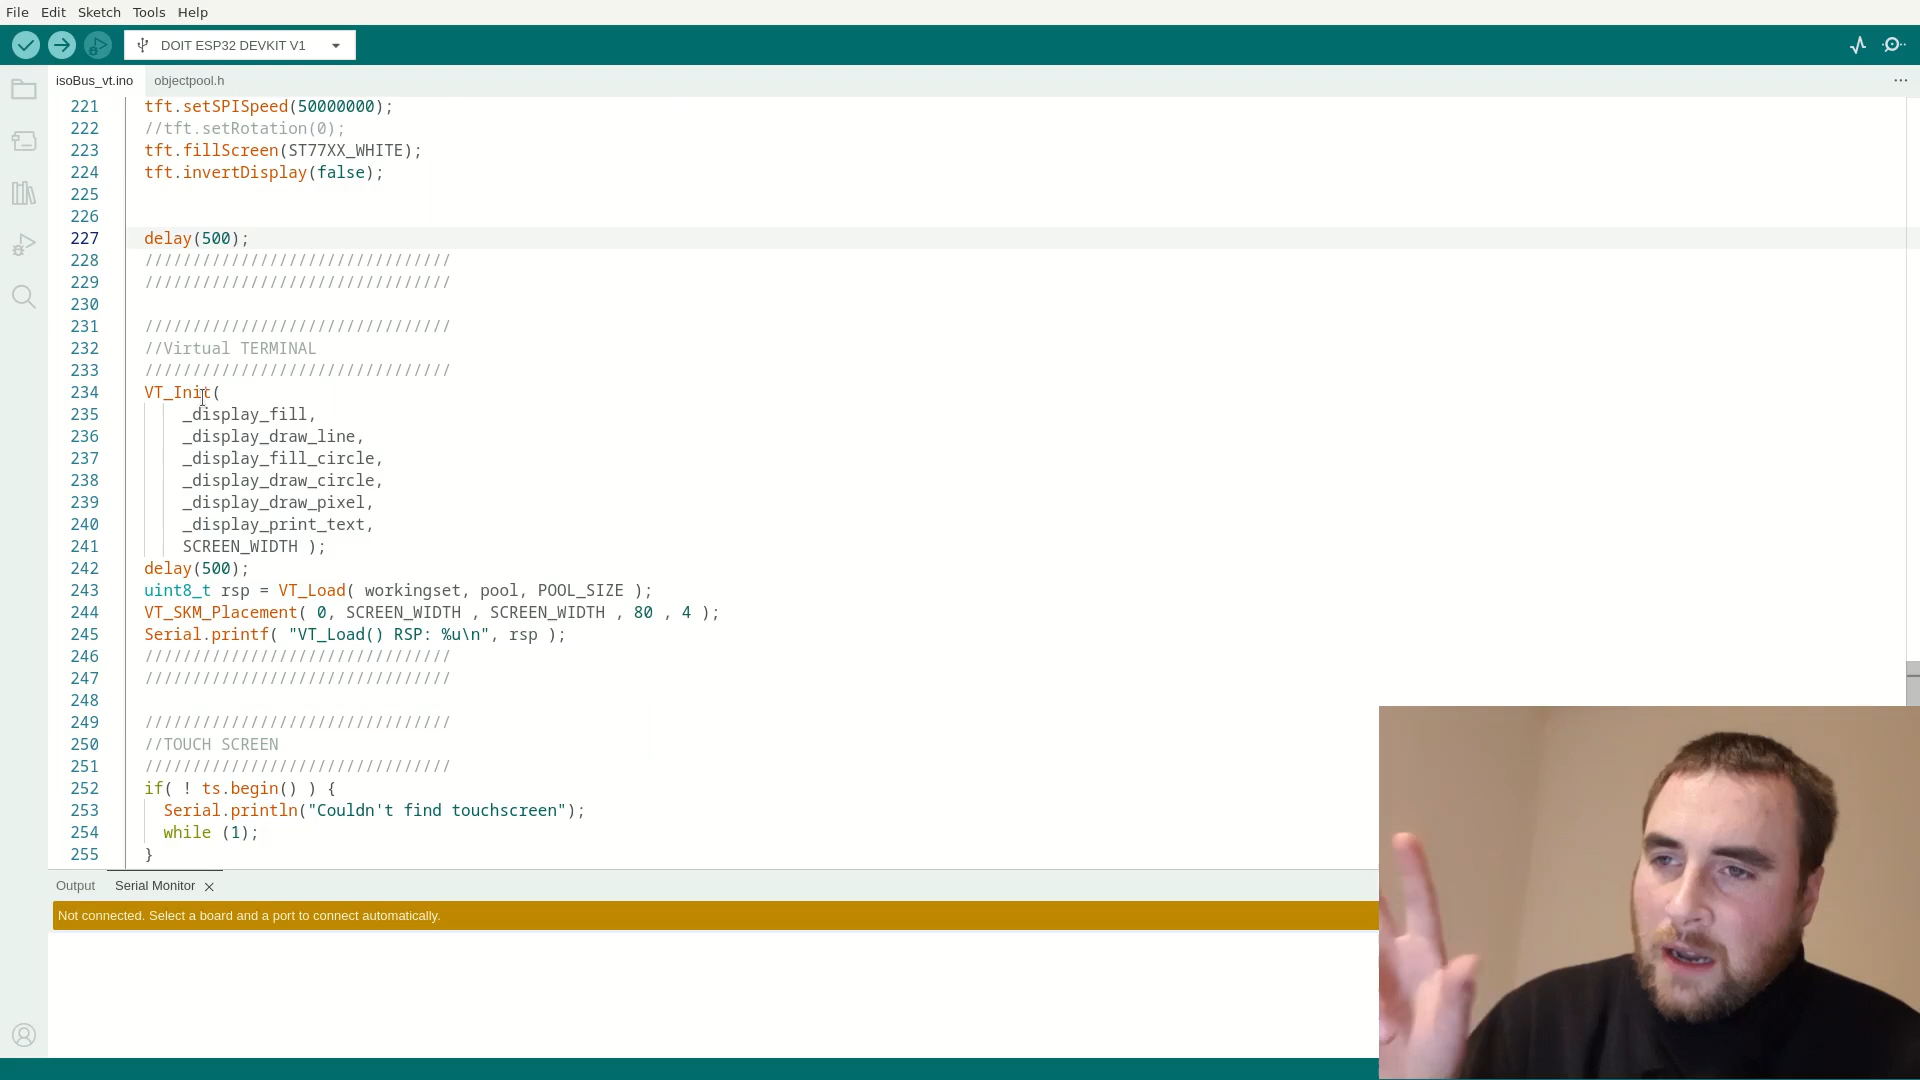 File Edit Sketch Tools Help
DOIT ESP32 DEVKIT V1
isoBus_vt.ino objectpool.h
221 tft.setSPISpeed(50000000);
222 //tft.setRotation(0);
223 tft.fillScreen(ST77XX_WHITE);
224 tft.invertDisplay(false);
225
226
227 delay(500);
228 ////////////////////////////////
229 ////////////////////////////////
230
231 ////////////////////////////////
232 //Virtual TERMINAL
233 ////////////////////////////////
234 VT_Init(
235 _display_fill,
236 _display_draw_line,
237 _display_fill_circle,
238 _display_draw_circle,
239 _display_draw_pixel,
240 _display_print_text,
241 SCREEN_WIDTH );
242 delay(500);
243 uint8_t rsp = VT_Load( workingset, pool, POOL_SIZE );
244 VT_SKM_Placement( 0, SCREEN_WIDTH , SCREEN_WIDTH , 80 , 4 );
245 Serial.printf( "VT_Load() RSP: %u\n", rsp );
246 ////////////////////////////////
247 ////////////////////////////////
248
249 ////////////////////////////////
250 //TOUCH SCREEN
251 ////////////////////////////////
252 if( ! ts.begin() ) {
253 Serial.println("Couldn't find touchscreen");
254 while (1);
255 }
Output Serial Monitor
Not connected. Select a board and a port to connect automatically.